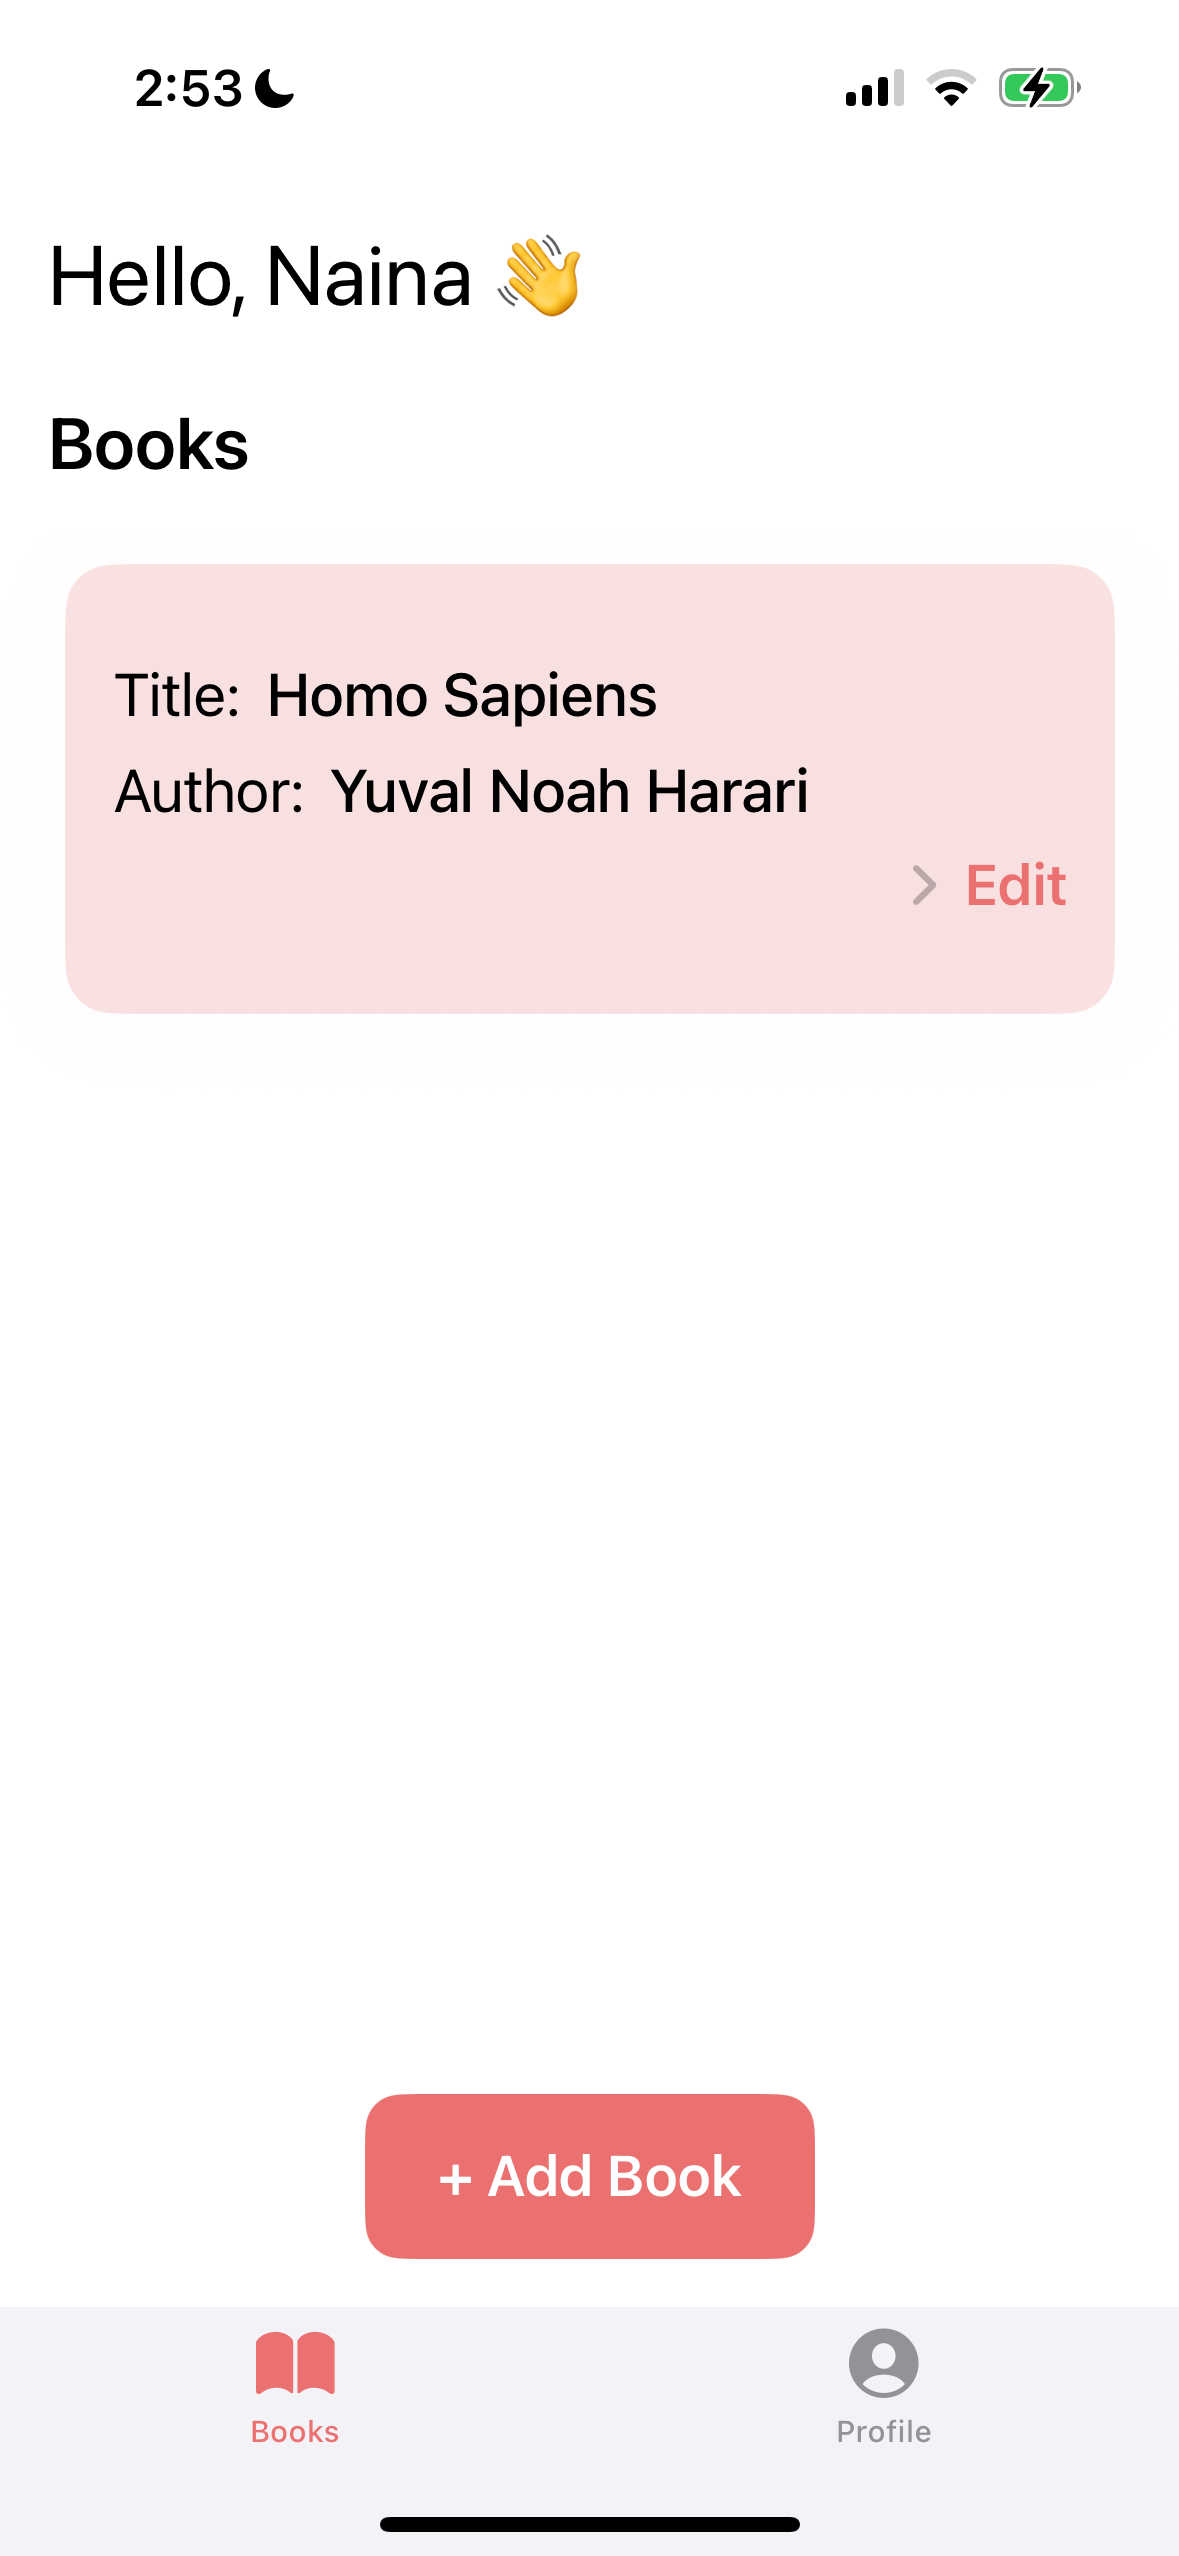 2:53
Hello, Naina 👋
Books
Title: Homo Sapiens
Author: Yuval Noah Harari
Edit
+ Add Book
Books
Profile